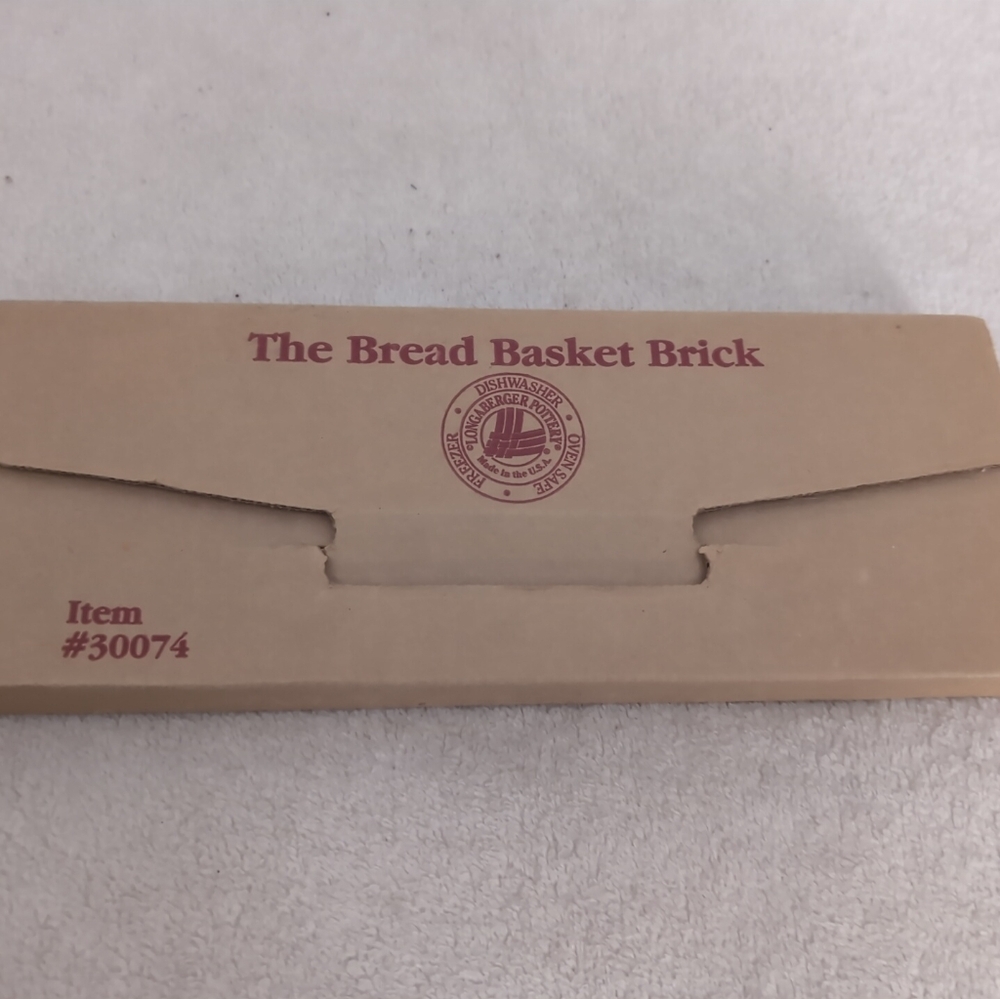 The Bread Basket Brick
DISHWASHER • OVEN SAFE • FREEZER •
LONGABERGER POTTERY
Made in the U.S.A.
Item
#30074